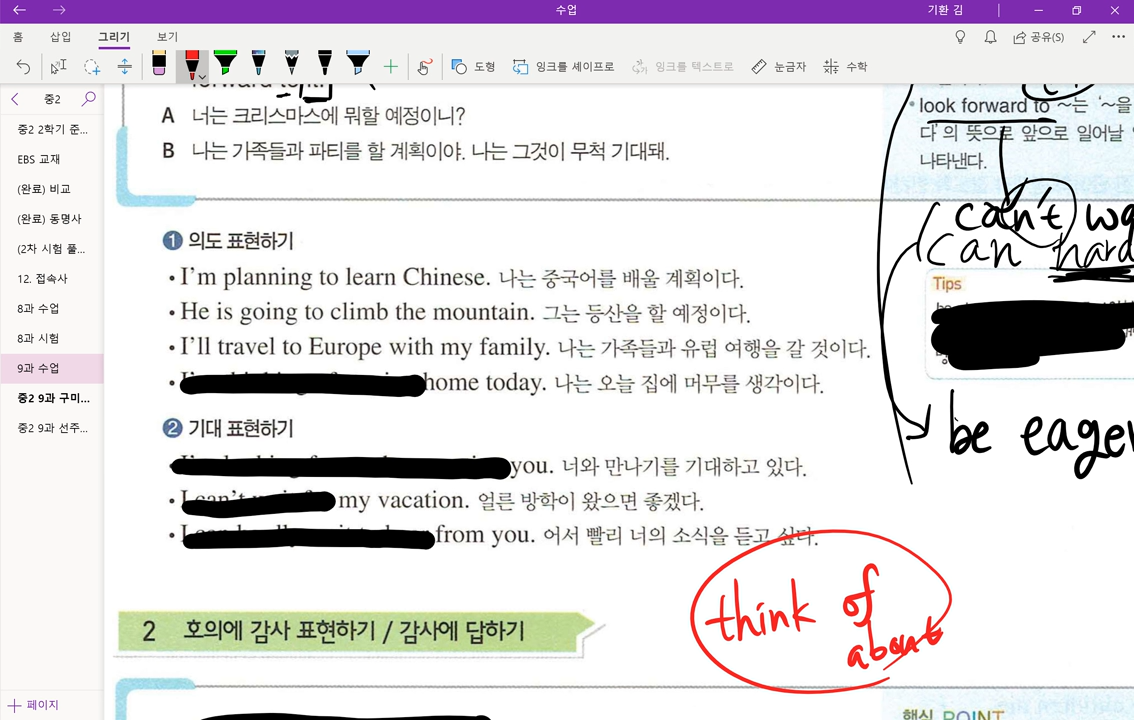 수업
기환 김
홈 삽입 그리기 보기
공유(S)
도형 잉크를 셰이프로 잉크를 텍스트로 눈금자 수학
중2
중2 2학기 준...
EBS 교재
(완료) 비교
(완료) 동명사
(2차 시험 풀...
12. 접속사
8과 수업
8과 시험
9과 수업
중2 9과 구미...
중2 9과 선주...
페이지
forward to it.
A 너는 크리스마스에 뭐할 예정이니?
B 나는 가족들과 파티를 할 계획이야. 나는 그것이 무척 기대돼.
1 의도 표현하기
• I'm planning to learn Chinese. 나는 중국어를 배울 계획이다.
• He is going to climb the mountain. 그는 등산을 할 예정이다.
• I'll travel to Europe with my family. 나는 가족들과 유럽 여행을 갈 것이다.
• home today. 나는 오늘 집에 머무를 생각이다.
2 기대 표현하기
• you. 너와 만나기를 기대하고 있다.
• I can't my vacation. 얼른 방학이 왔으면 좋겠다.
• I from you. 어서 빨리 너의 소식을 듣고 싶다.
think of
about
2 호의에 감사 표현하기 / 감사에 답하기
• look forward to ~는 '~을
다'의 뜻으로 앞으로 일어날
나타낸다.
can't wa
can hard
Tips
be eager
핵심 POINT